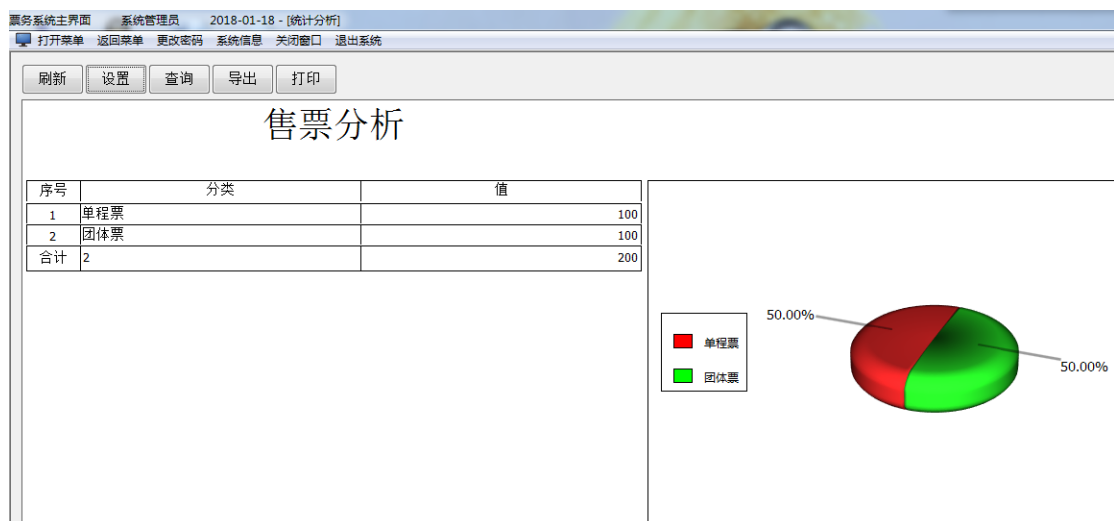 票务系统主界面 系统管理员 2018-01-18 - [统计分析]
打开菜单 返回菜单 更改密码 系统信息 关闭窗口 退出系统
刷新 设置 查询 导出 打印
售票分析
序号 分类 值
1 单程票 100
2 团体票 100
合计 2 200
50.00%
单程票
50.00%
团体票